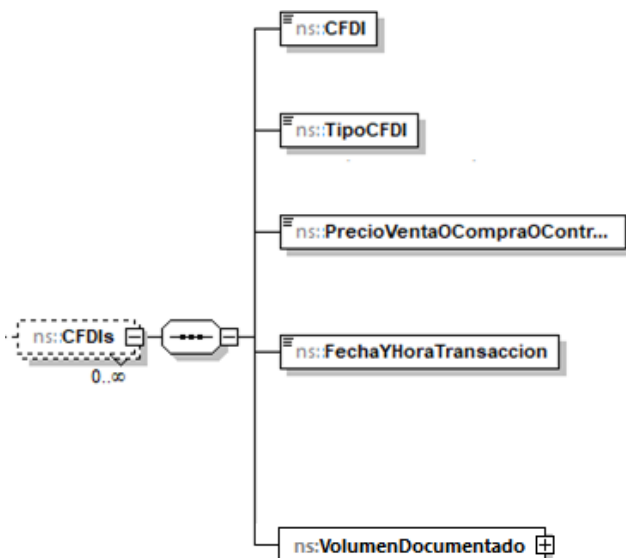 ns::CFDI
ns::TipoCFDI
ns::PrecioVentaOCompraOContr...
ns::CFDIs
0..∞
ns::FechaYHoraTransaccion
ns:VolumenDocumentado